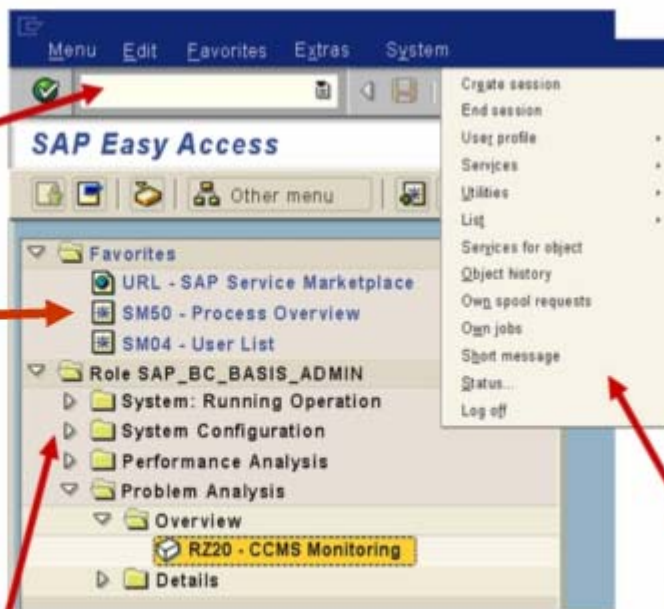 Menu Edit Favorites Extras System
SAP Easy Access
Other menu
Favorites
URL - SAP Service Marketplace
SM50 - Process Overview
SM04 - User List
Role SAP_BC_BASIS_ADMIN
System: Running Operation
System Configuration
Performance Analysis
Problem Analysis
Overview
RZ20 - CCMS Monitoring
Details
Create session
End session
User profile
Services
Utilities
List
Services for object
Object history
Own spool requests
Own jobs
Short message
Status...
Log off